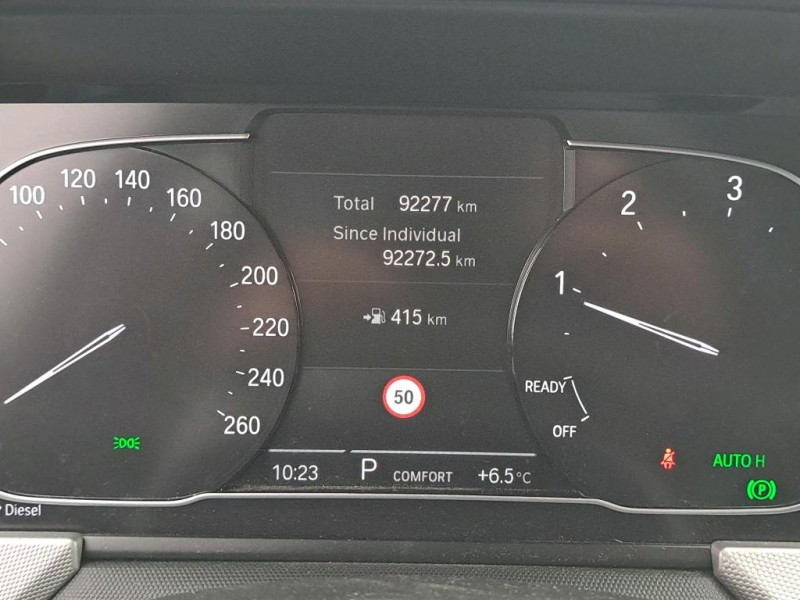 100
120
140
160
180
200
220
240
260
Total 92277 km
Since Individual
92272.5 km
415 km
50
10:23 P COMFORT +6.5°C
1
2
3
READY
OFF
AUTO H
P
Diesel